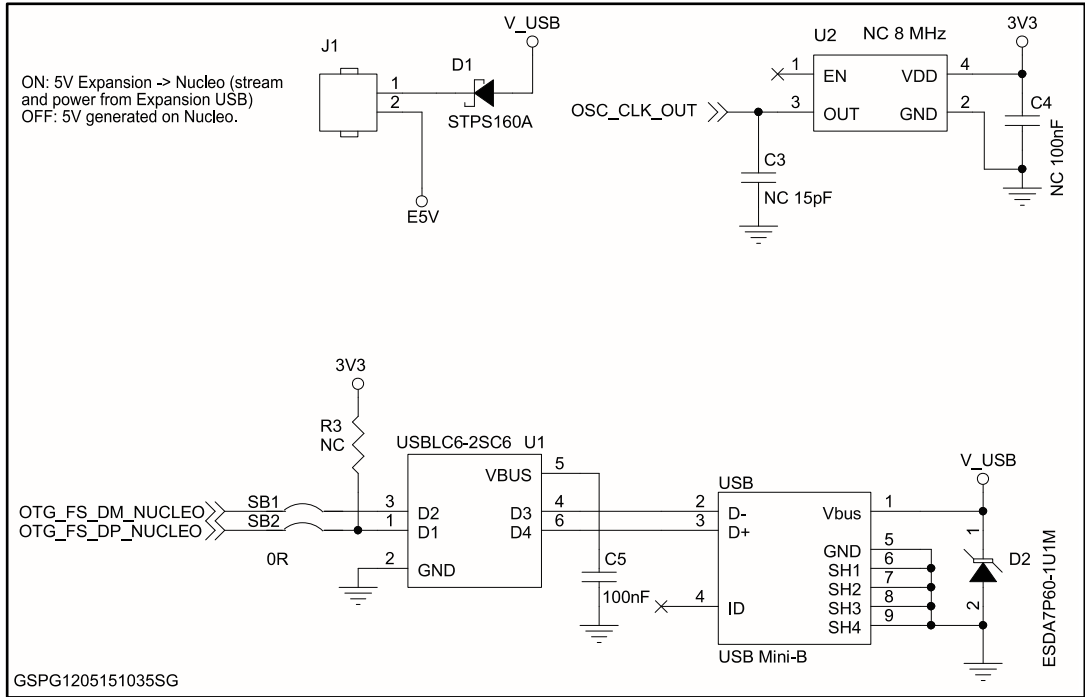 V_USB
J1
D1
1
2
STPS160A
E5V
ON: 5V Expansion -> Nucleo (stream
and power from Expansion USB)
OFF: 5V generated on Nucleo.
U2 NC 8 MHz
3V3
1 EN VDD 4
OSC_CLK_OUT 3 OUT GND 2
C4
NC 100nF
C3
NC 15pF
3V3
R3
NC
USBLC6-2SC6 U1
VBUS 5
OTG_FS_DM_NUCLEO SB1 3 D2 D3 4
OTG_FS_DP_NUCLEO SB2 1 D1 D4 6
0R
2 GND
C5
100nF
USB
V_USB
2 D- Vbus 1
3 D+
GND 5
SH1 6
SH2 7
4 ID SH3 8
SH4 9
USB Mini-B
1
D2
2
ESDA7P60-1U1M
GSPG1205151035SG